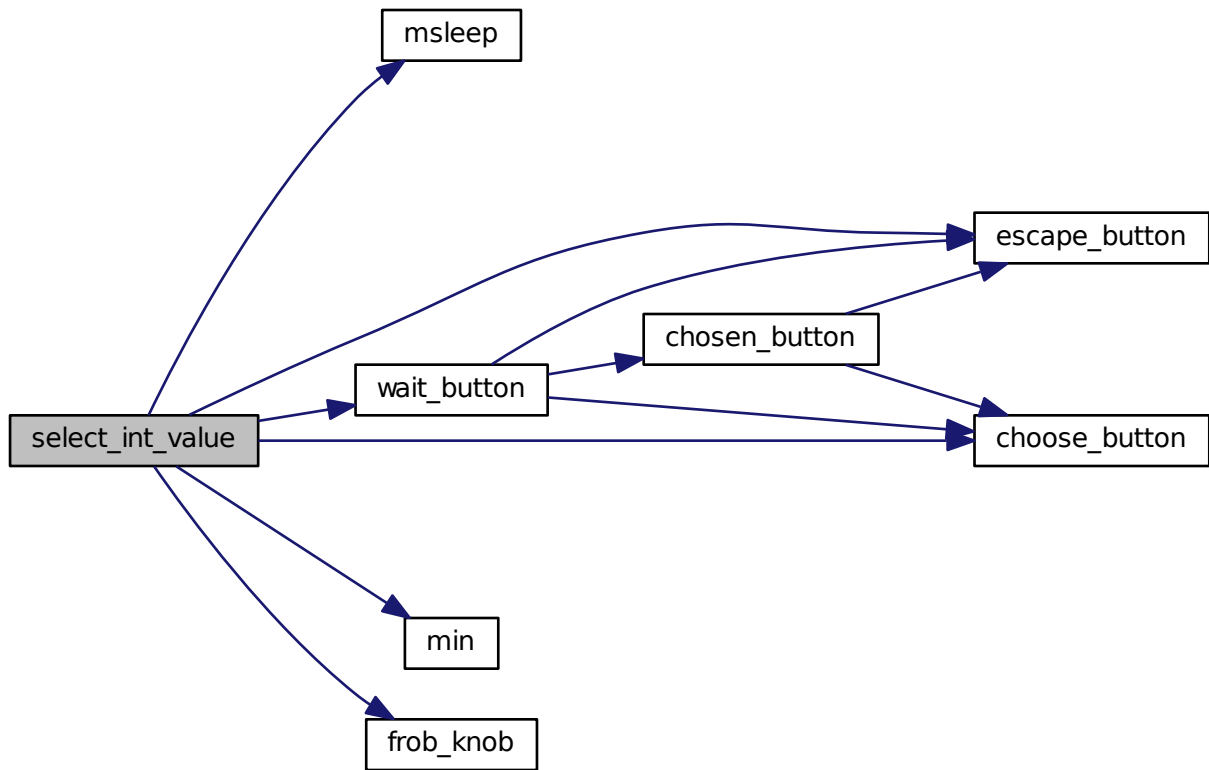 msleep
escape_button
chosen_button
wait_button
select_int_value
choose_button
min
frob_knob